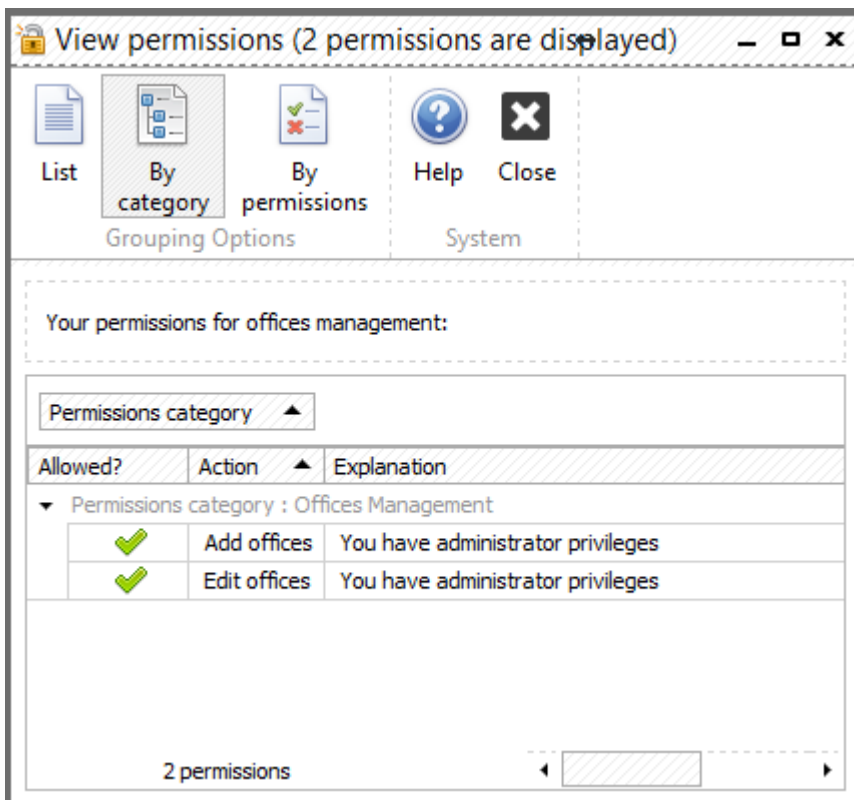 View permissions (2 permissions are displayed)
List By category By permissions Help Close
Grouping Options System
Your permissions for offices management:
Permissions category
Allowed? Action Explanation
Permissions category : Offices Management
Add offices You have administrator privileges
Edit offices You have administrator privileges
2 permissions